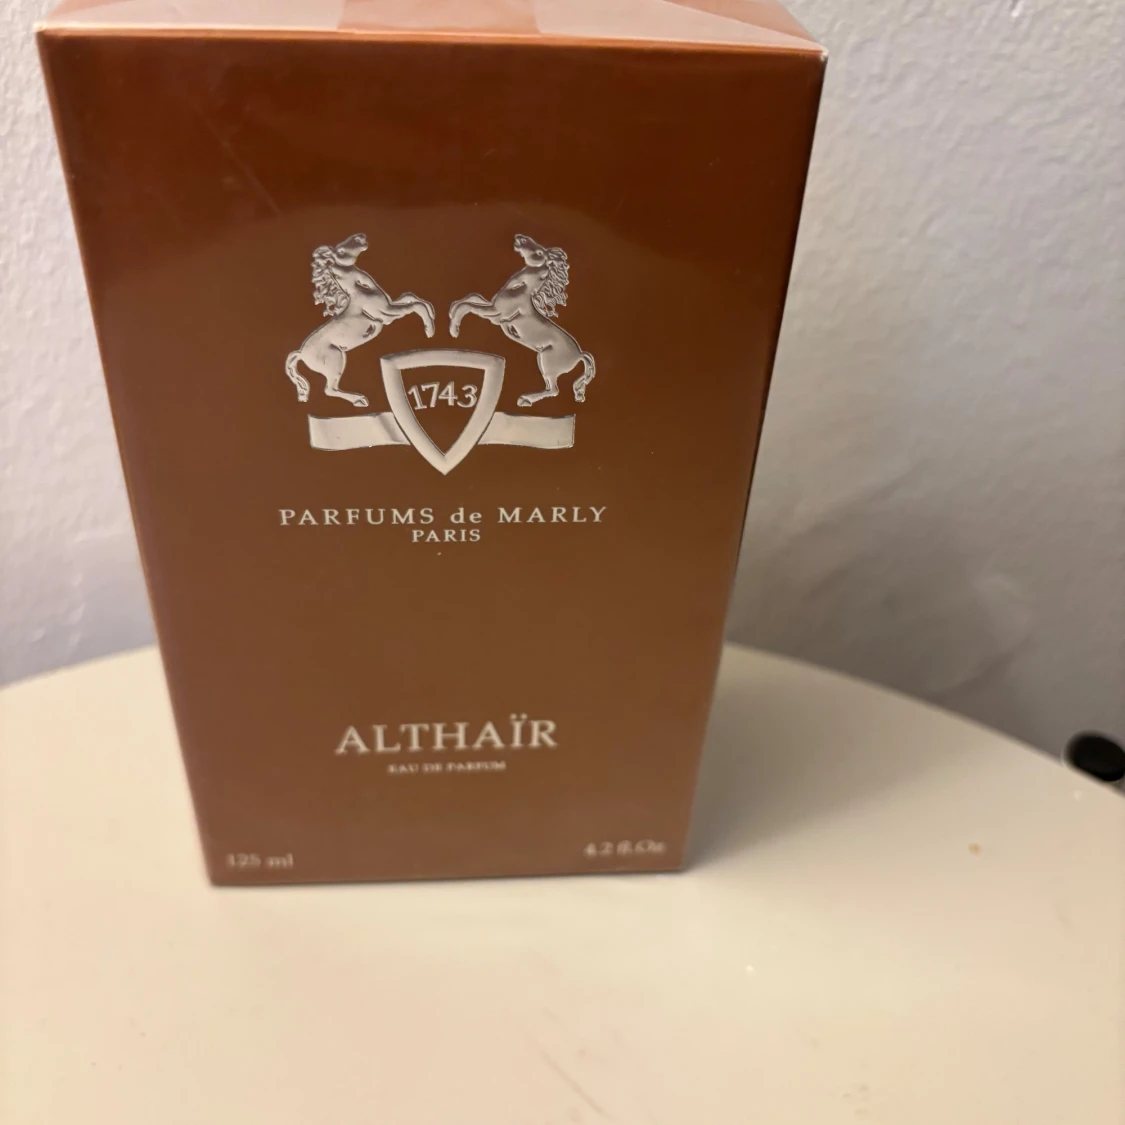 1743
PARFUMS de MARLY
PARIS
ALTHAÏR
EAU DE PARFUM
125 ml
4.2 fl.Oz